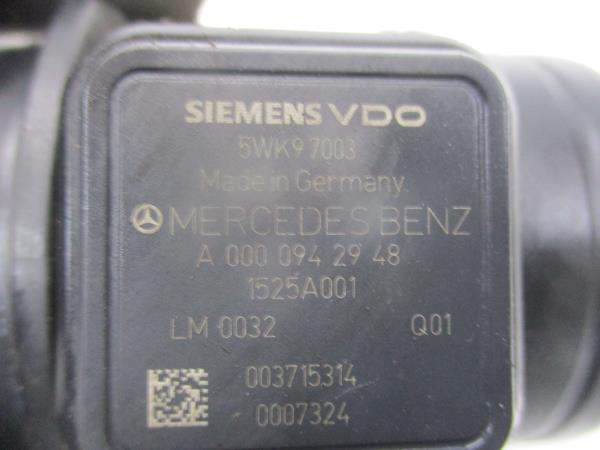 SIEMENS VDO
5WK9 7003
Made in Germany.
MERCEDES BENZ
A 000 094 29 48
1525A001
LM 0032 Q01
003715314
0007324